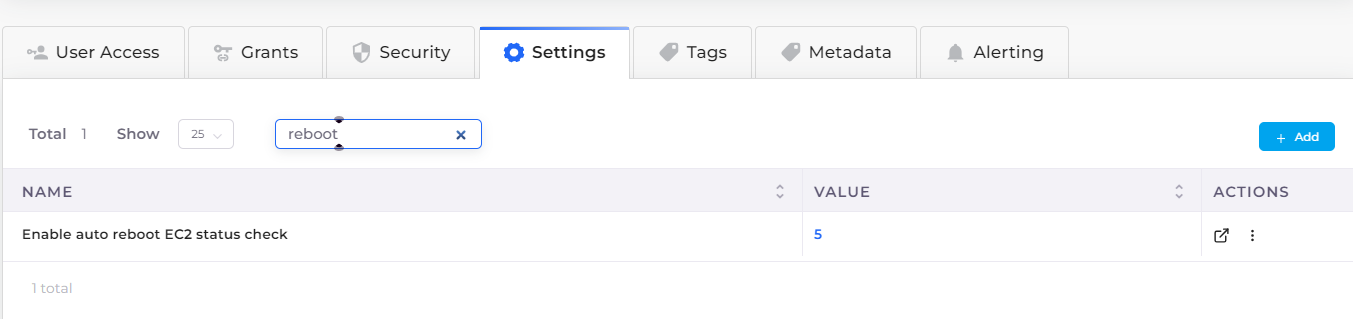 User Access Grants Security Settings Tags Metadata Alerting
Total 1 Show 25 reboot + Add
NAME VALUE ACTIONS
Enable auto reboot EC2 status check 5
1 total